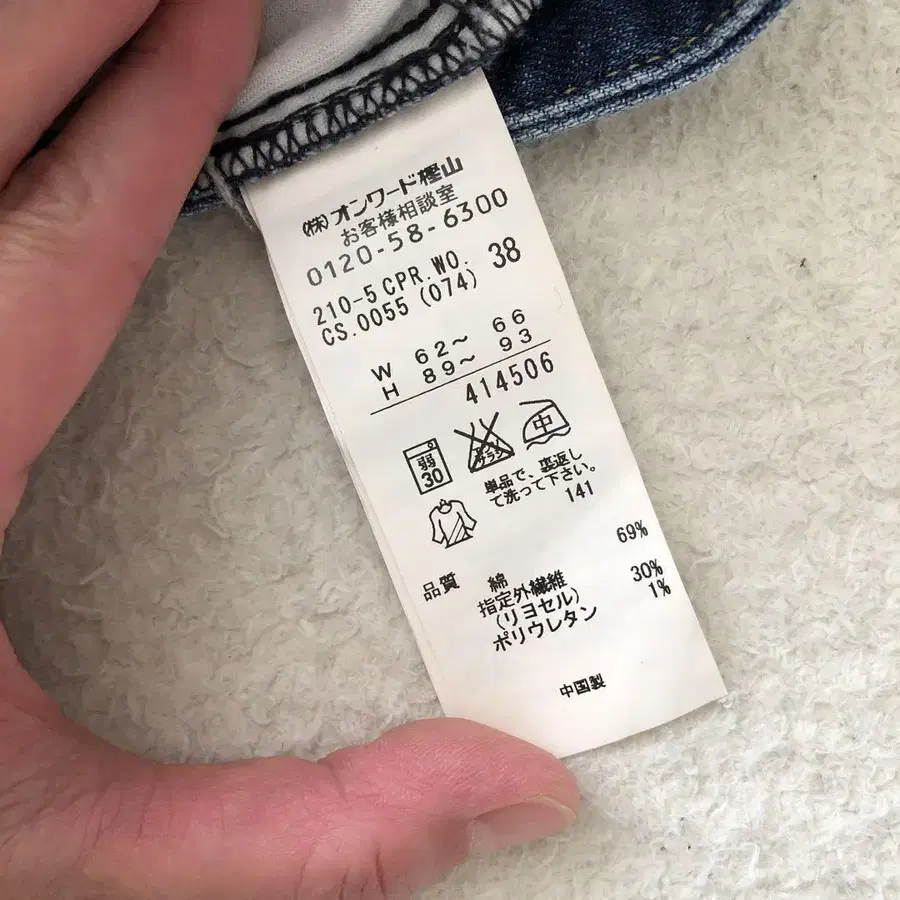 (株)オンワード樫山
お客様相談室
0120-58-6300
210-5 CPR.WO. 38
CS.0055 (074)
W 62～ 66
H 89～ 93
414506
弱
30
中
単品で、裏返し
て洗って下さい。
141
品質 綿 69%
指定外繊維 30%
(リヨセル)
ポリウレタン 1%
中国製